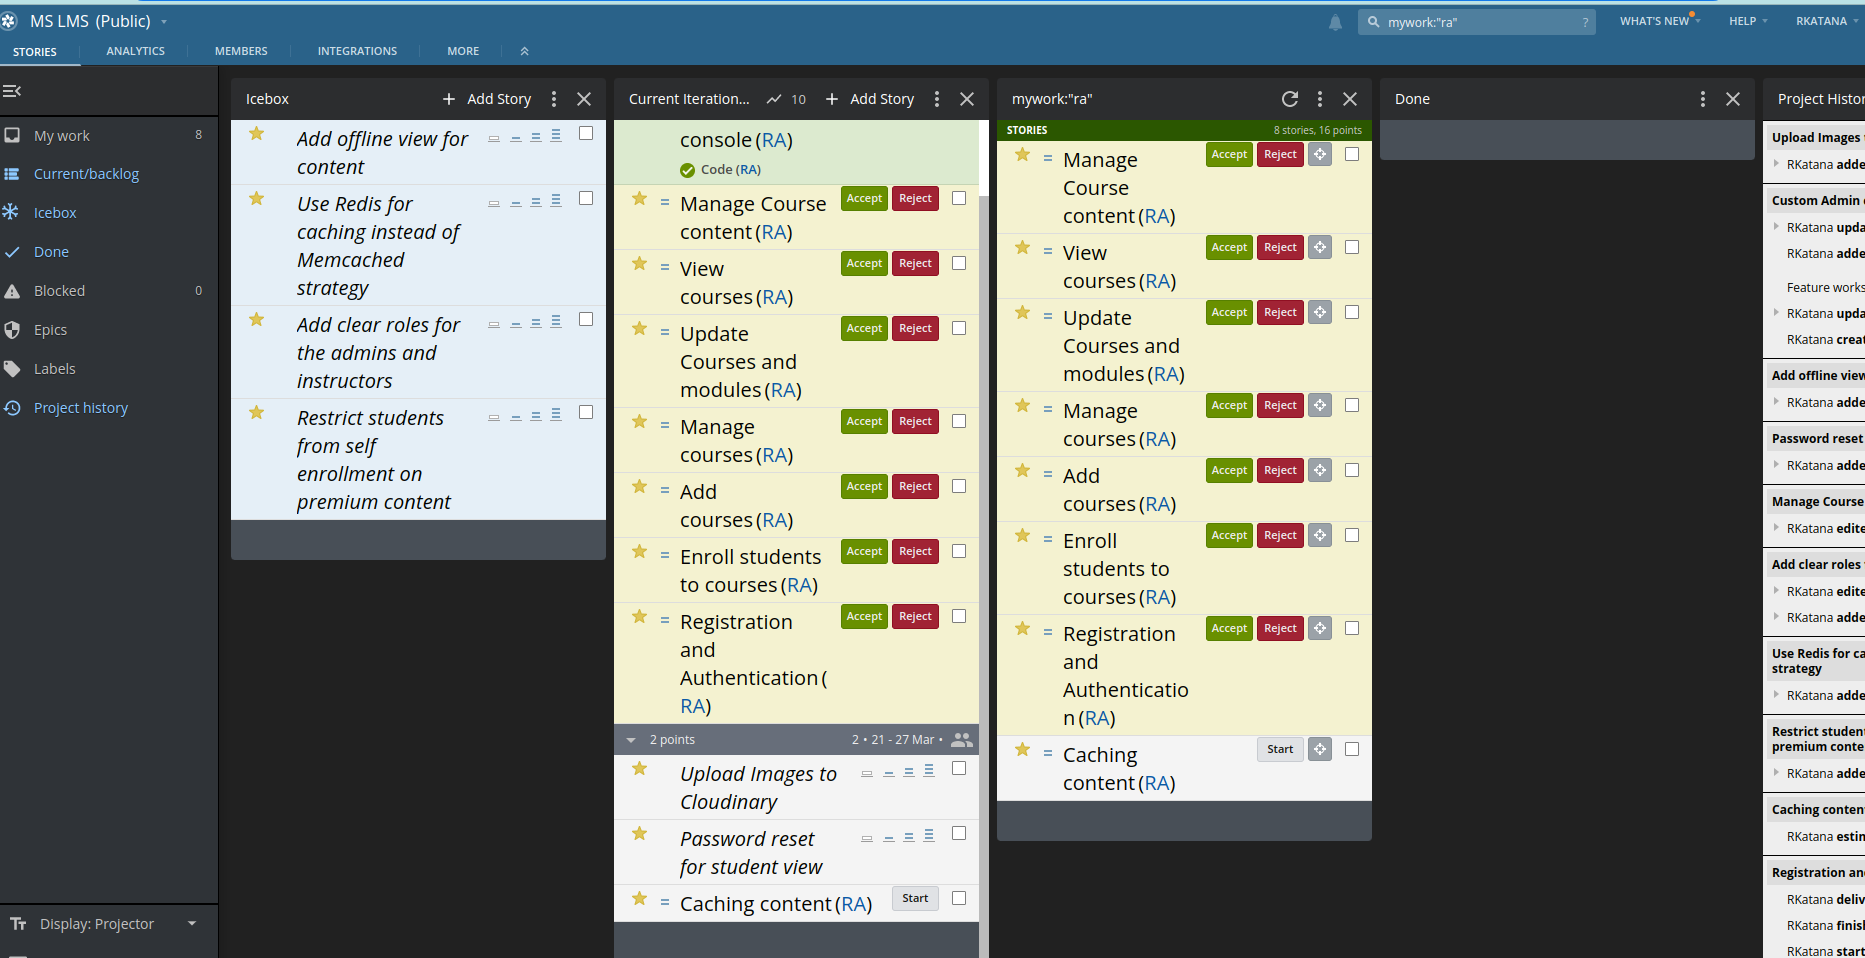 MS LMS (Public)
mywork:"ra"
?
WHAT'S NEW
HELP
RKATANA
STORIES
ANALYTICS
MEMBERS
INTEGRATIONS
MORE
My work
8
Current/backlog
Icebox
Done
Blocked
0
Epics
Labels
Project history
Display: Projector
Icebox
Add Story
Add offline view for
content
Use Redis for
caching instead of
Memcached
strategy
Add clear roles for
the admins and
instructors
Restrict students
from self
enrollment on
premium content
Current Iteration...
10
Add Story
console (RA)
Code (RA)
Manage Course
content (RA)
Accept
Reject
View
courses (RA)
Accept
Reject
Update
Courses and
modules (RA)
Accept
Reject
Manage
courses (RA)
Accept
Reject
Add
courses (RA)
Accept
Reject
Enroll students
to courses (RA)
Accept
Reject
Registration
and
Authentication (
RA)
Accept
Reject
2 points
2 • 21 - 27 Mar •
Upload Images to
Cloudinary
Password reset
for student view
Caching content (RA)
Start
mywork:"ra"
STORIES
8 stories, 16 points
Manage
Course
content (RA)
Accept
Reject
View
courses (RA)
Accept
Reject
Update
Courses and
modules (RA)
Accept
Reject
Manage
courses (RA)
Accept
Reject
Add
courses (RA)
Accept
Reject
Enroll
students to
courses (RA)
Accept
Reject
Registration
and
Authenticatio
n (RA)
Accept
Reject
Caching
content (RA)
Start
Done
Project Histor
Upload Images
RKatana adde
Custom Admin
RKatana upda
RKatana adde
Feature works
RKatana upda
RKatana creat
Add offline view
RKatana adde
Password reset
RKatana adde
Manage Course
RKatana edite
Add clear roles
RKatana edite
RKatana adde
Use Redis for ca
strategy
RKatana adde
Restrict student
premium conte
RKatana adde
Caching conten
RKatana estin
Registration an
RKatana deliv
RKatana finish
RKatana start